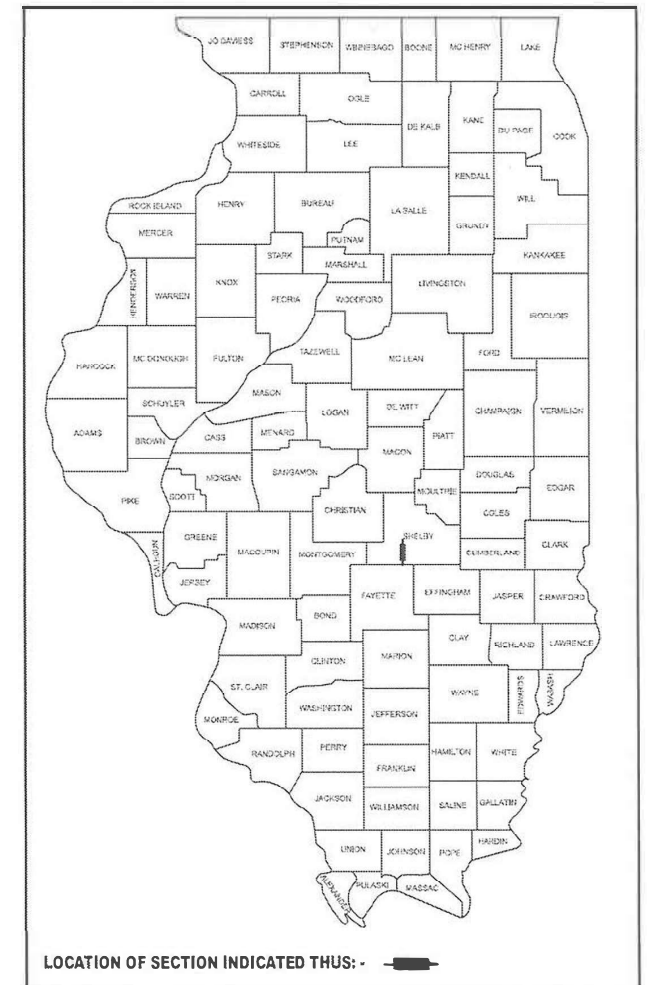 JO DAVIESS
STEPHENSON
WINNEBAGO
BOONE
MC HENRY
LAKE
CARROLL
OGLE
DE KALB
KANE
DU PAGE
COOK
WHITESIDE
LEE
KENDALL
WILL
ROCK ISLAND
HENRY
BUREAU
LA SALLE
GRUNDY
MERCER
PUTNAM
STARK
MARSHALL
KANKAKEE
HENDERSON
WARREN
KNOX
PEORIA
WOODFORD
LIVINGSTON
IROQUOIS
HANCOCK
MC DONOUGH
FULTON
TAZEWELL
MC LEAN
FORD
MASON
SCHUYLER
LOGAN
DE WITT
CHAMPAIGN
VERMILION
ADAMS
BROWN
CASS
MENARD
PIATT
MACON
MORGAN
SANGAMON
DOUGLAS
EDGAR
PIKE
SCOTT
MOULTRIE
CHRISTIAN
COLES
GREENE
MACOUPIN
MONTGOMERY
SHELBY
CUMBERLAND
CLARK
CALHOUN
JERSEY
FAYETTE
EFFINGHAM
JASPER
CRAWFORD
BOND
MADISON
CLAY
RICHLAND
LAWRENCE
CLINTON
MARION
ST. CLAIR
WAYNE
EDWARDS
WABASH
WASHINGTON
JEFFERSON
MONROE
RANDOLPH
PERRY
HAMILTON
WHITE
FRANKLIN
JACKSON
WILLIAMSON
SALINE
GALLATIN
UNION
JOHNSON
POPE
HARDIN
ALEXANDER
PULASKI
MASSAC
LOCATION OF SECTION INDICATED THUS: -